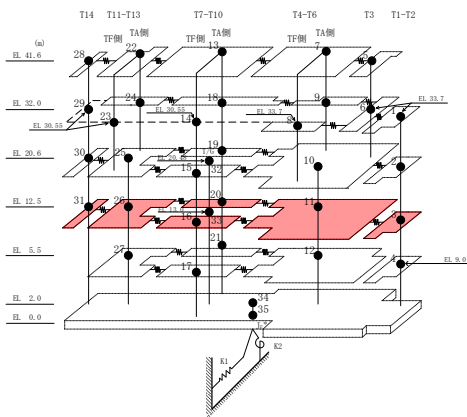 T14 T11-T13 T7-T10 T4-T6 T3 T1-T2
TF側 TA側 TF側 TA側 TF側 TA側
(m)
EL 41.6
28 22 13 7 5
EL 32.0
29 24 18 9 6 1 EL 33.7
EL 30.55 23 EL 30.55 14 EL 33.7 8
EL 20.6
30 25 19 10 2
15 32
EL 12.5
31 26 20 11 3
EL 13. 16 33
EL 5.5
27 21 12 4 EL 9.0
17
EL 2.0
34
EL 0.0
35
K1 K2